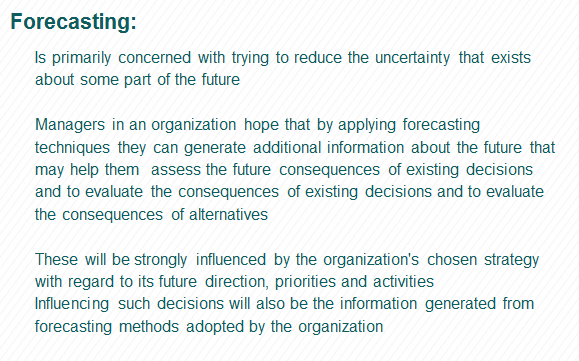 Forecasting:
Is primarily concerned with trying to reduce the uncertainty that exists
about some part of the future
Managers in an organization hope that by applying forecasting
techniques they can generate additional information about the future that
may help them assess the future consequences of existing decisions
and to evaluate the consequences of existing decisions and to evaluate
the consequences of alternatives
These will be strongly influenced by the organization's chosen strategy
with regard to its future direction, priorities and activities
Influencing such decisions will also be the information generated from
forecasting methods adopted by the organization